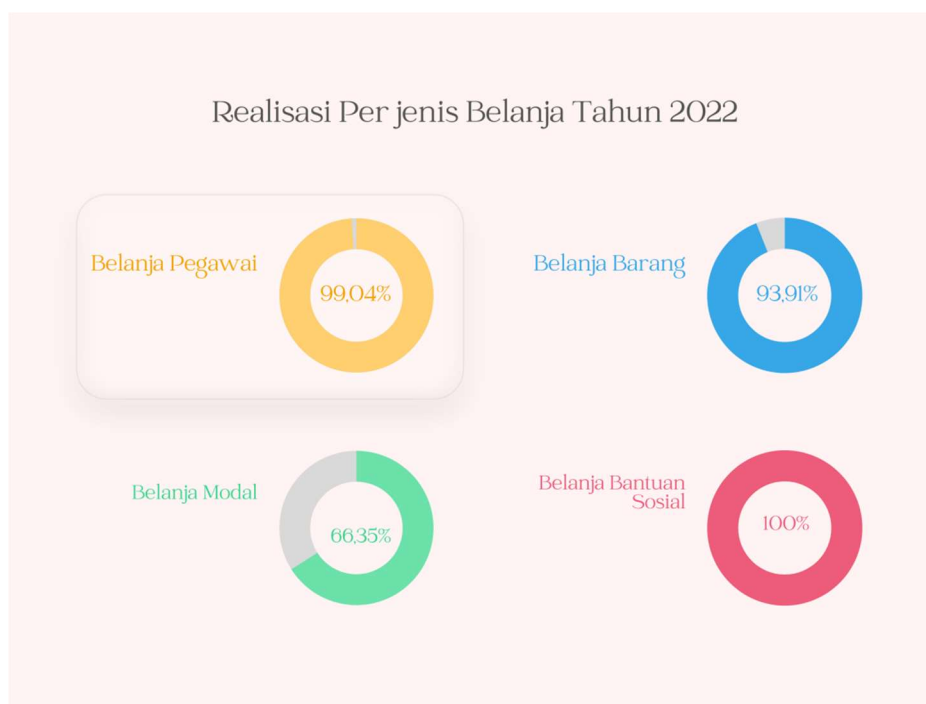 Realisasi Per jenis Belanja Tahun 2022
Belanja Pegawai
99,04%
Belanja Barang
93,91%
Belanja Modal
66,35%
Belanja Bantuan
Sosial
100%